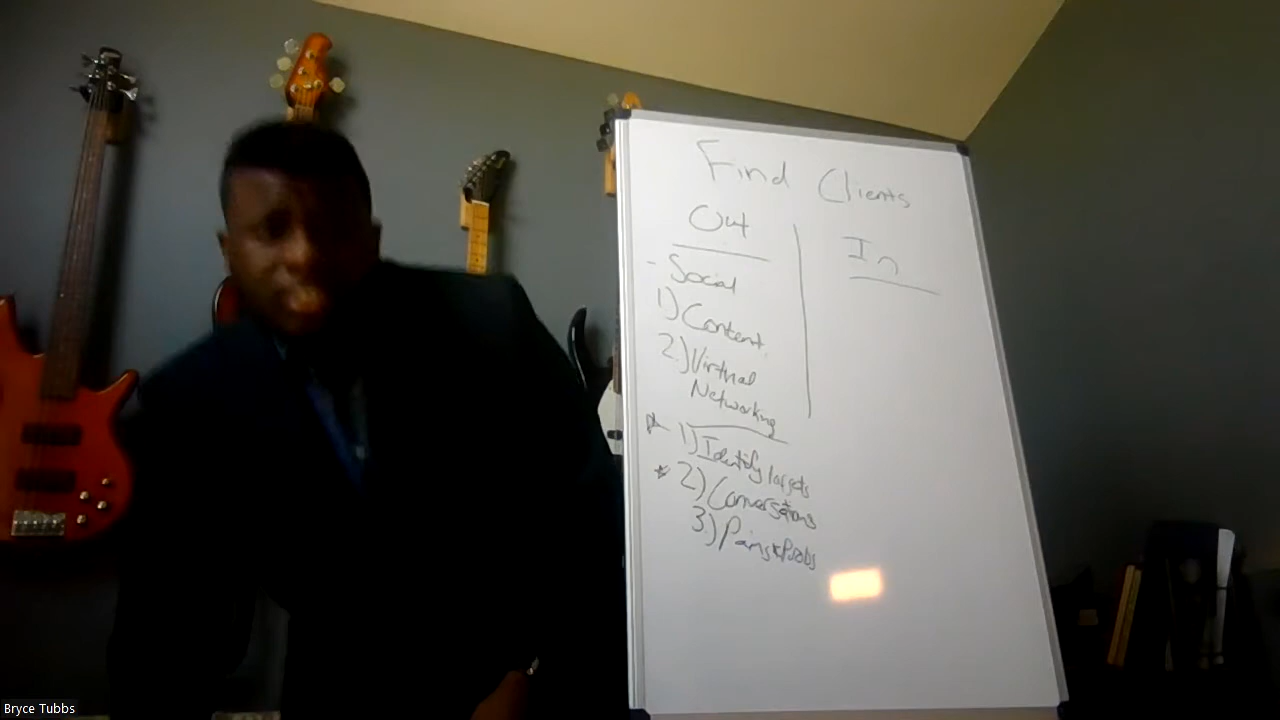 Find Clients
Out
In
- Social
1) Content
2.) Virtual
Networking
* 1) Identify targets
* 2) Conversations
3.) Pains & Probs
Bryce Tubbs